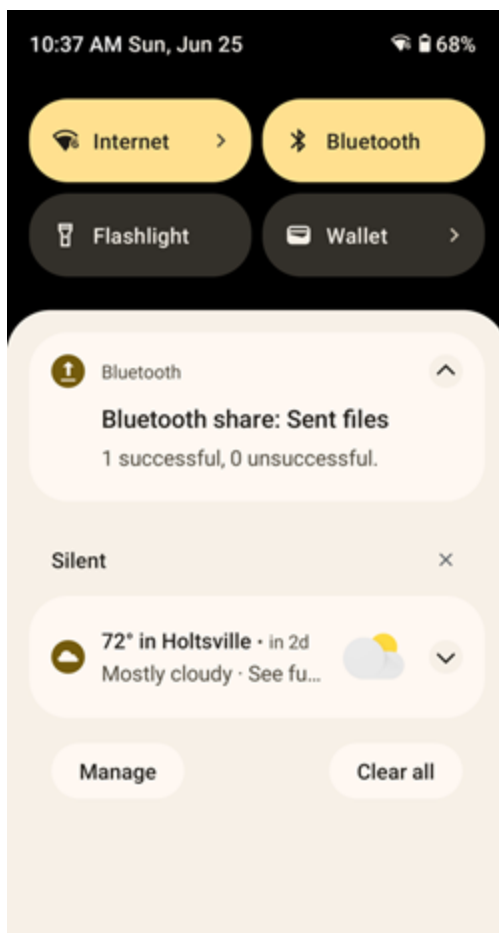 10:37 AM Sun, Jun 25 68%
Internet Bluetooth
Flashlight Wallet
Bluetooth
Bluetooth share: Sent files
1 successful, 0 unsuccessful.
Silent
72° in Holtsville · in 2d
Mostly cloudy · See fu...
Manage Clear all